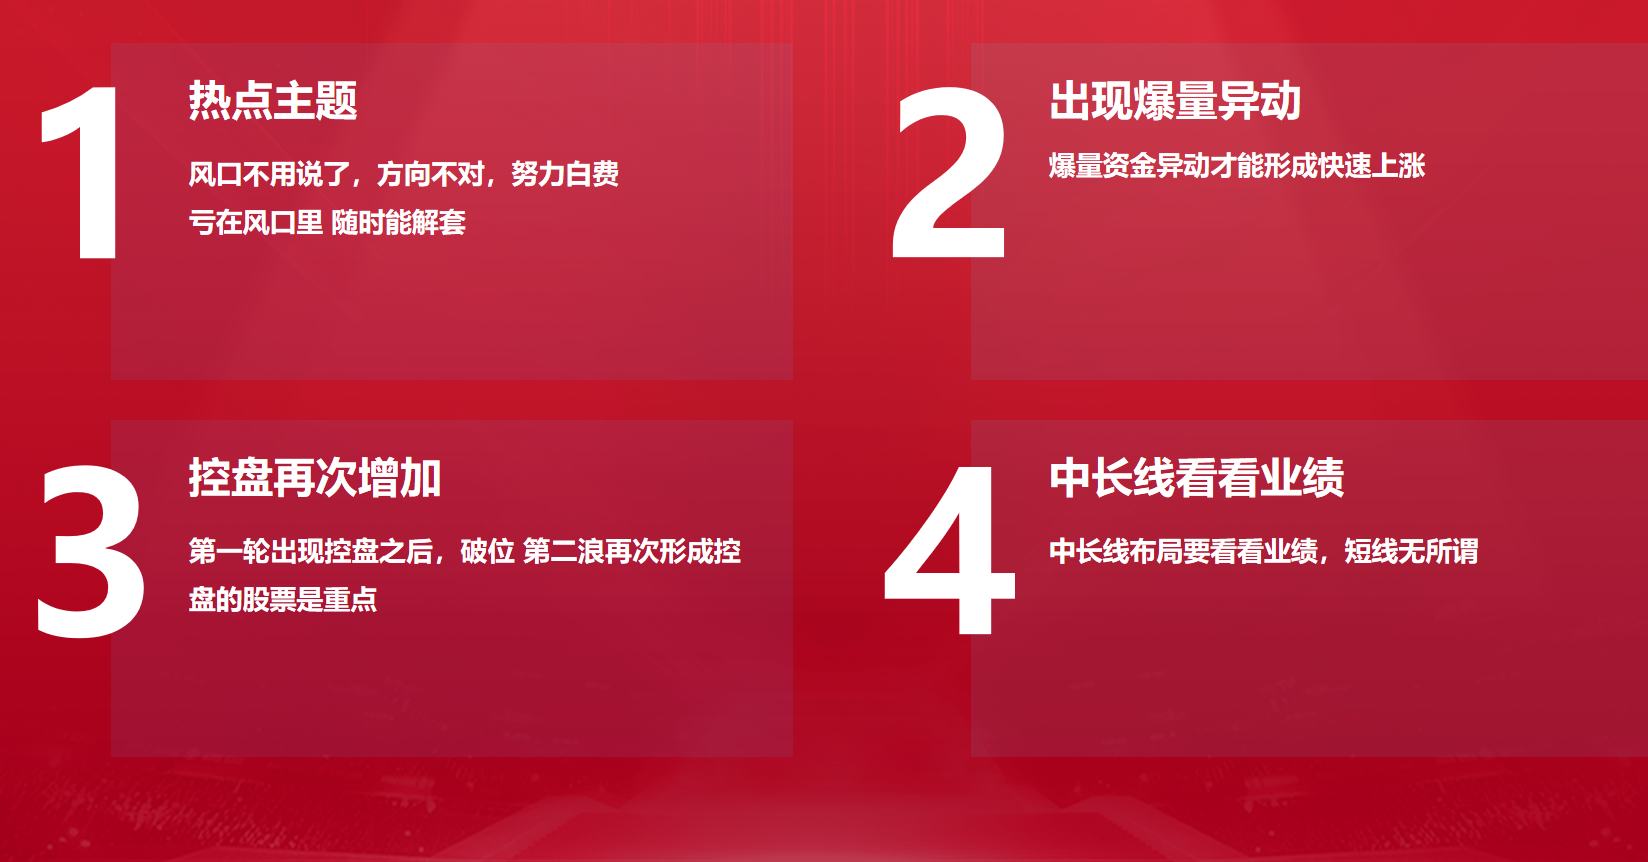 1
热点主题
风口不用说了，方向不对，努力白费
亏在风口里 随时能解套
2
出现爆量异动
爆量资金异动才能形成快速上涨
3
控盘再次增加
第一轮出现控盘之后，破位 第二浪再次形成控
盘的股票是重点
4
中长线看看业绩
中长线布局要看看业绩，短线无所谓